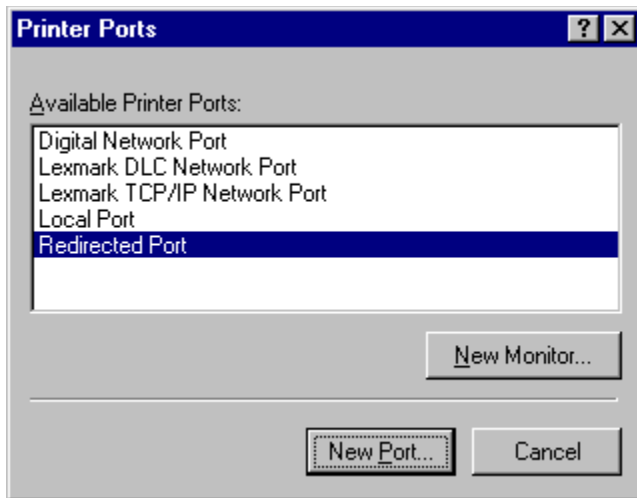 Printer Ports
Available Printer Ports:
Digital Network Port
Lexmark DLC Network Port
Lexmark TCP/IP Network Port
Local Port
Redirected Port
New Monitor...
New Port...
Cancel